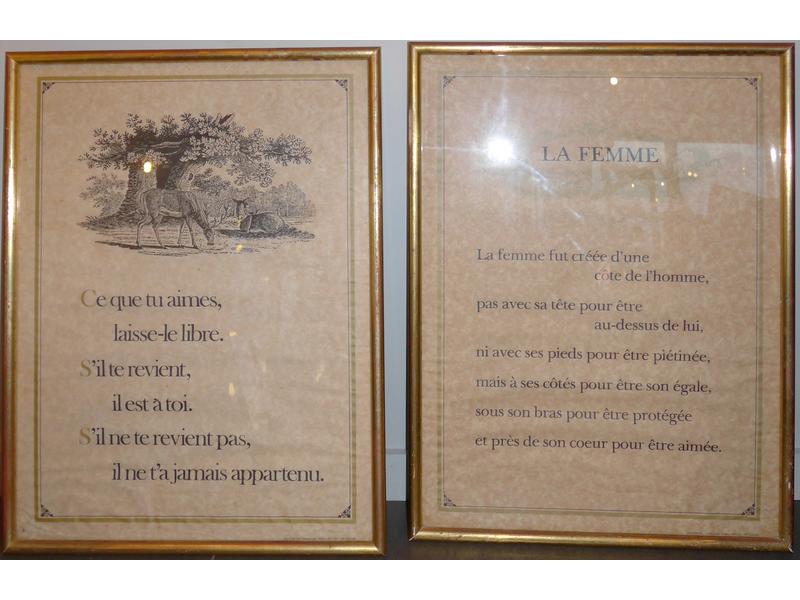 Ce que tu aimes,
laisse-le libre.
S'il te revient,
il est à toi.
S'il ne te revient pas,
il ne t'a jamais appartenu.
LA FEMME
La femme fut créée d'une
côte de l'homme,
pas avec sa tête pour être
au-dessus de lui,
ni avec ses pieds pour être piétinée,
mais à ses côtés pour être son égale,
sous son bras pour être protégée
et près de son coeur pour être aimée.